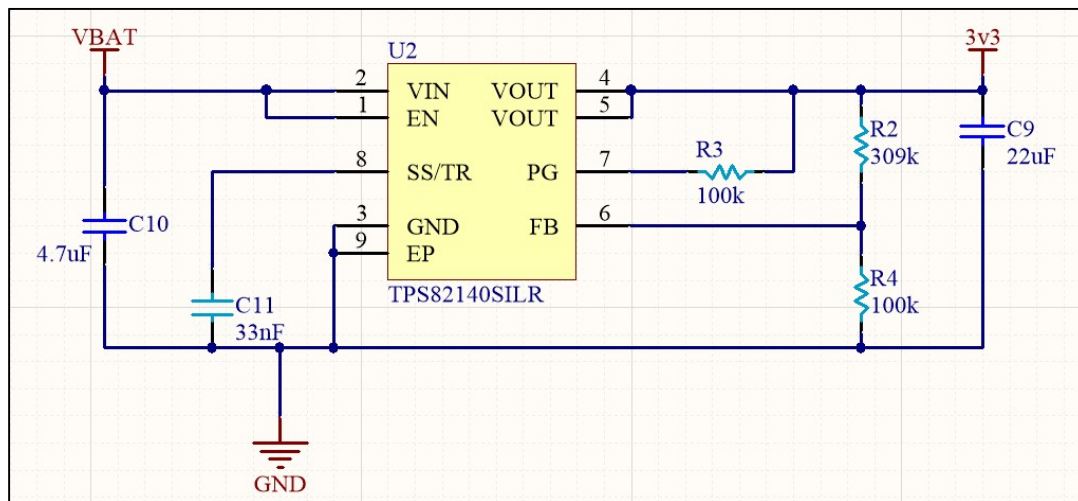 VBAT
3v3
U2
2
VIN
VOUT
4
1
EN
VOUT
5
R2
309k
C9
22uF
8
SS/TR
PG
7
R3
100k
3
GND
FB
6
C10
4.7uF
9
EP
TPS82140SILR
R4
100k
C11
33nF
GND